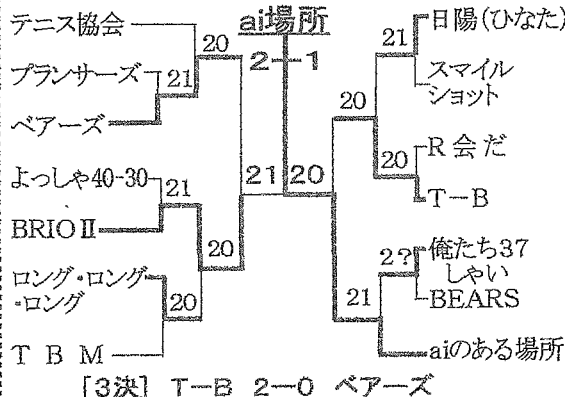 ai場所
2 1
テニス協会
20
プランサーズ
21
ベアーズ
よっしゃ40-30
21
BRIOⅡ
20
ロング・ロング
・ロング
20
TBM
21 20
日陽(ひなた)
21
スマイル
ショット
20
R会だ
20
T-B
俺たち37
しゃい
2?
BEARS
21
aiのある場所
[3決] T-B 2-0 ベアーズ